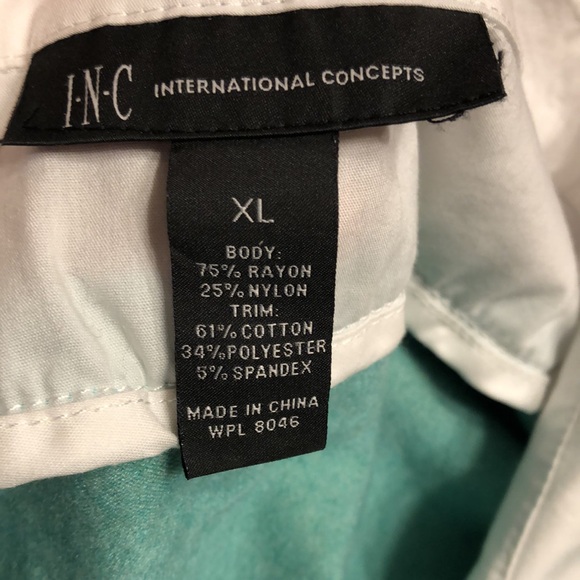 I·N·C INTERNATIONAL CONCEPTS
XL
BODY:
75% RAYON
25% NYLON
TRIM:
61% COTTON
34% POLYESTER
5% SPANDEX
MADE IN CHINA
WPL 8046